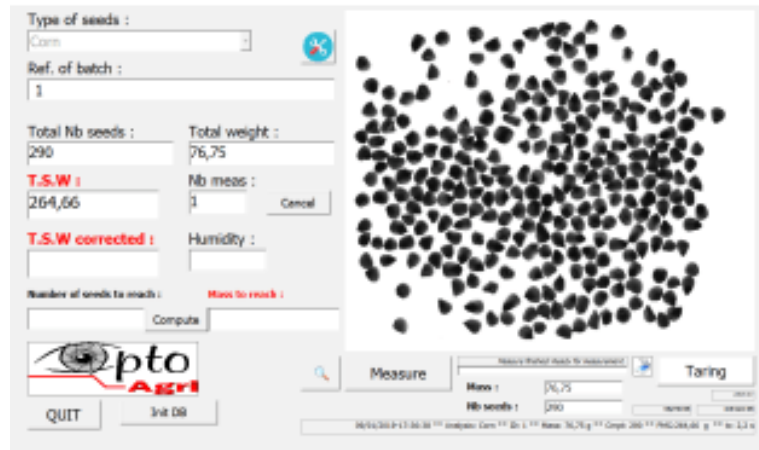 Type of seeds :
Corn
Ref. of batch :
1
Total Nb seeds : Total weight :
290 76,75
T.S.W : Nb meas :
264,66 1 Cancel
T.S.W corrected : Humidity :
Number of seeds to reach : Mass to reach :
Compute
Opto
Agri
Measure Taring
Mass : 76,75
Nb seeds : 290
QUIT Init DB